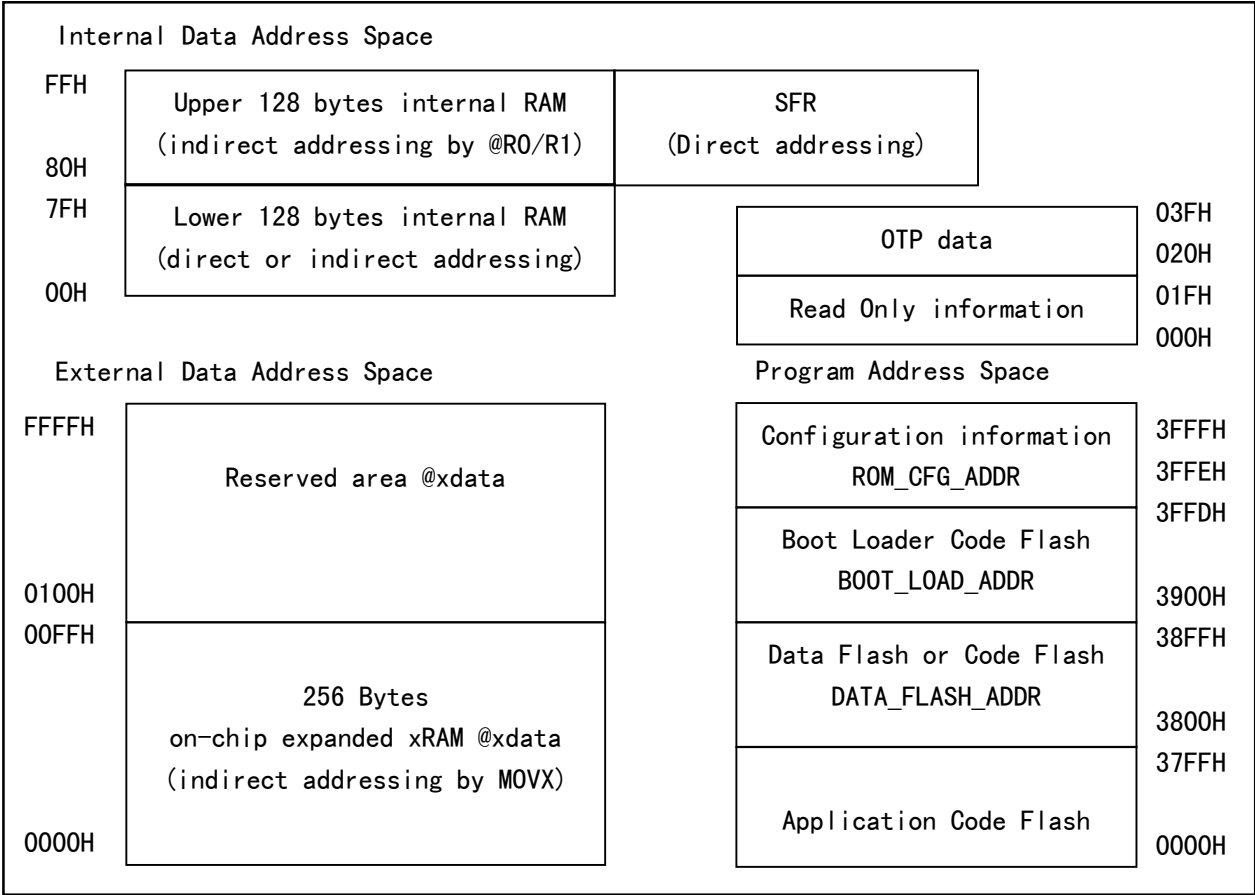 Internal Data Address Space
FFH
Upper 128 bytes internal RAM
(indirect addressing by @R0/R1)
80H
SFR
(Direct addressing)
7FH
Lower 128 bytes internal RAM
(direct or indirect addressing)
00H
OTP data
03FH
020H
Read Only information
01FH
000H
External Data Address Space
FFFFH
Reserved area @xdata
0100H
00FFH
256 Bytes
on-chip expanded xRAM @xdata
(indirect addressing by MOVX)
0000H
Program Address Space
Configuration information
ROM_CFG_ADDR
3FFFH
3FFEH
3FFDH
Boot Loader Code Flash
BOOT_LOAD_ADDR
3900H
38FFH
Data Flash or Code Flash
DATA_FLASH_ADDR
3800H
37FFH
Application Code Flash
0000H